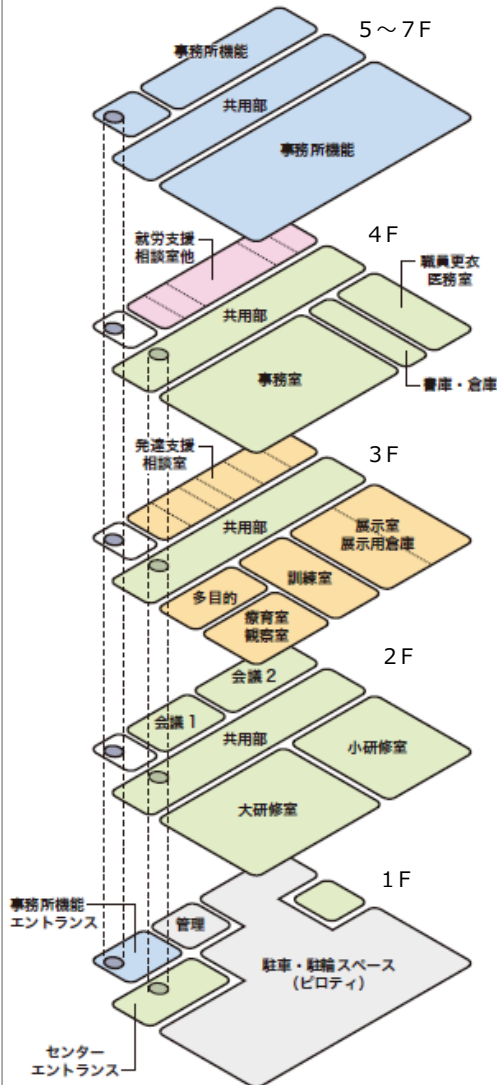 5～7F
事務所機能
共用部
事務所機能
4F
就労支援
相談室他
職員更衣
医務室
共用部
事務室
書庫・倉庫
3F
発達支援
相談室
展示室
展示用倉庫
共用部
訓練室
多目的
療育室
観察室
2F
会議2
会議1
共用部
小研修室
大研修室
1F
事務所機能
エントランス
管理
駐車・駐輪スペース
（ピロティ）
センター
エントランス